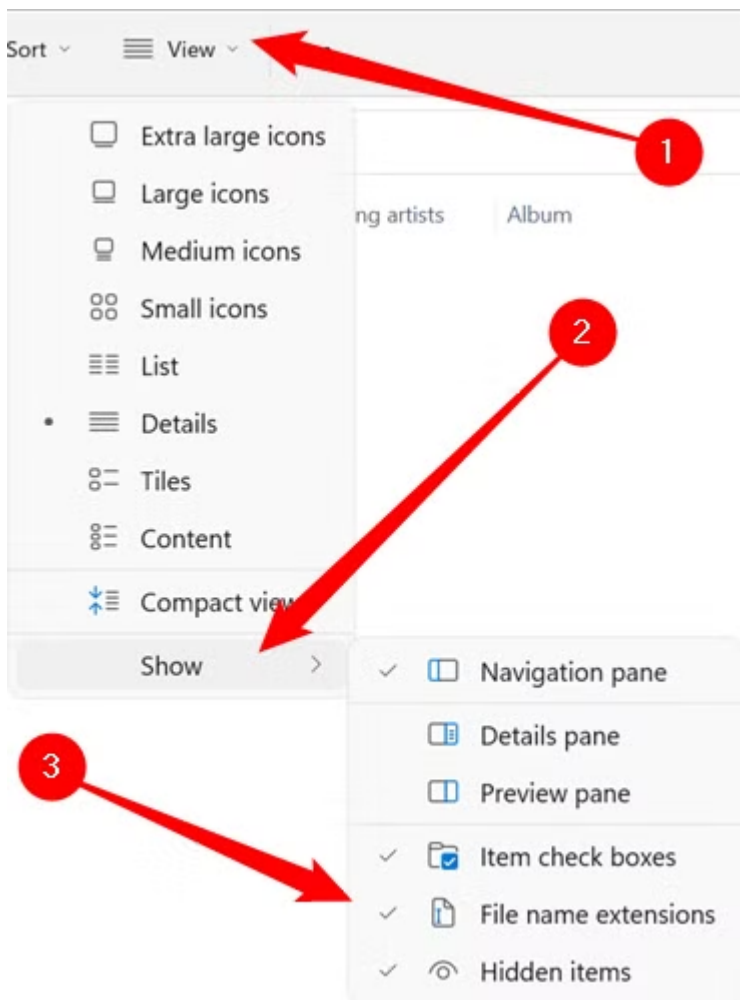 Sort View
1
Extra large icons
Large icons
ng artists Album
Medium icons
2
Small icons
List
Details
Tiles
Content
Compact view
Show
Navigation pane
Details pane
3
Preview pane
Item check boxes
File name extensions
Hidden items